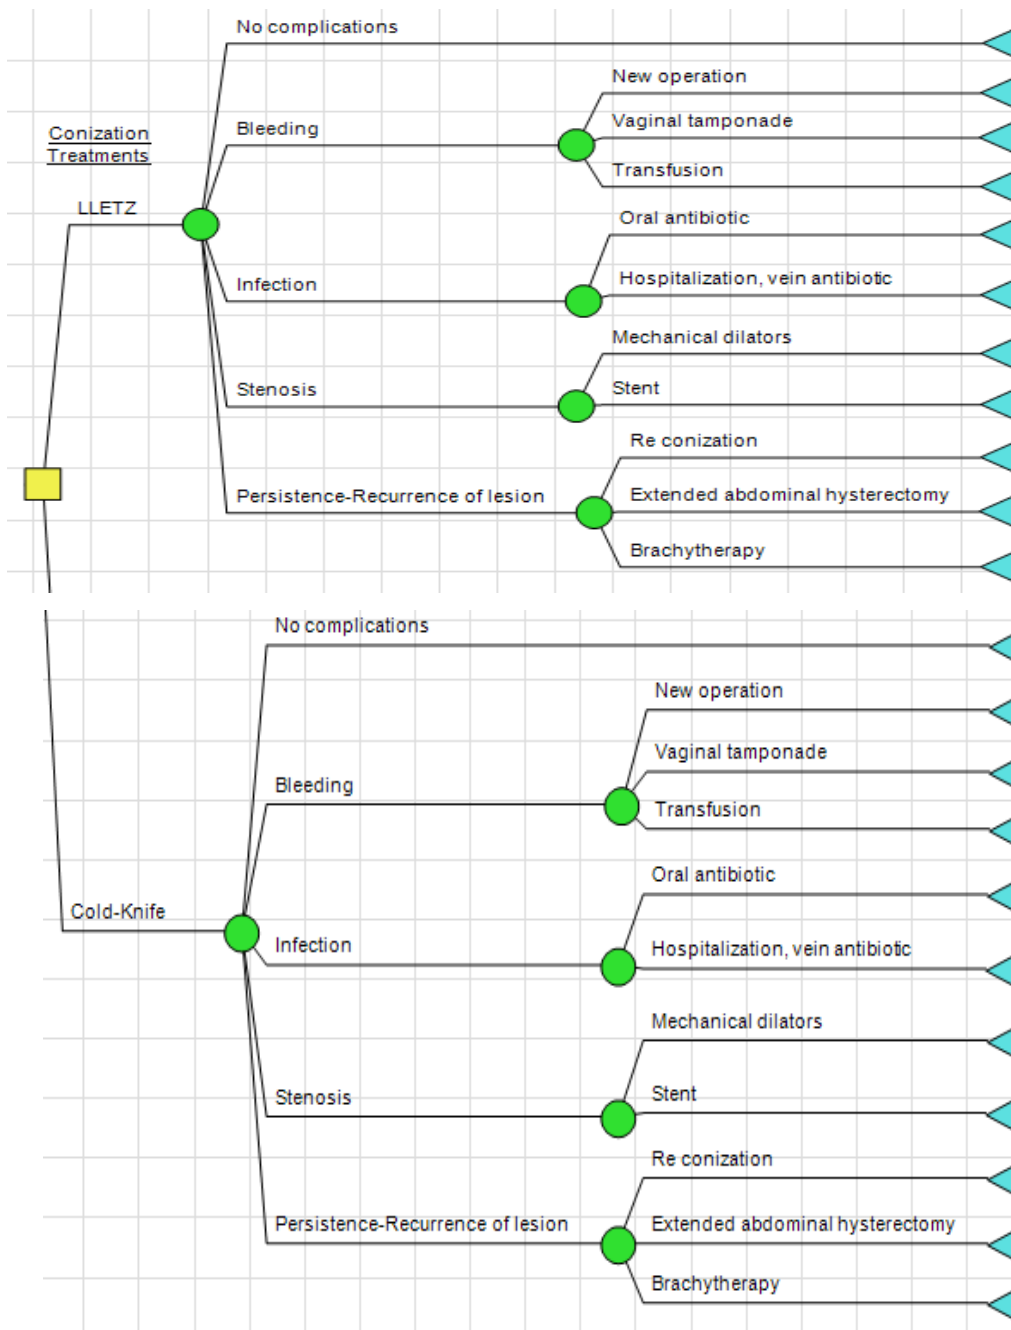 No complications
New operation
Bleeding
Vaginal tamponade
Conization
Treatments
Transfusion
LLETZ
Oral antibiotic
Infection
Hospitalization, vein antibiotic
Mechanical dilators
Stenosis
Stent
Re conization
Persistence-Recurrence of lesion
Extended abdominal hysterectomy
Brachytherapy
No complications
New operation
Vaginal tamponade
Bleeding
Transfusion
Oral antibiotic
Cold-Knife
Infection
Hospitalization, vein antibiotic
Mechanical dilators
Stenosis
Stent
Re conization
Persistence-Recurrence of lesion
Extended abdominal hysterectomy
Brachytherapy